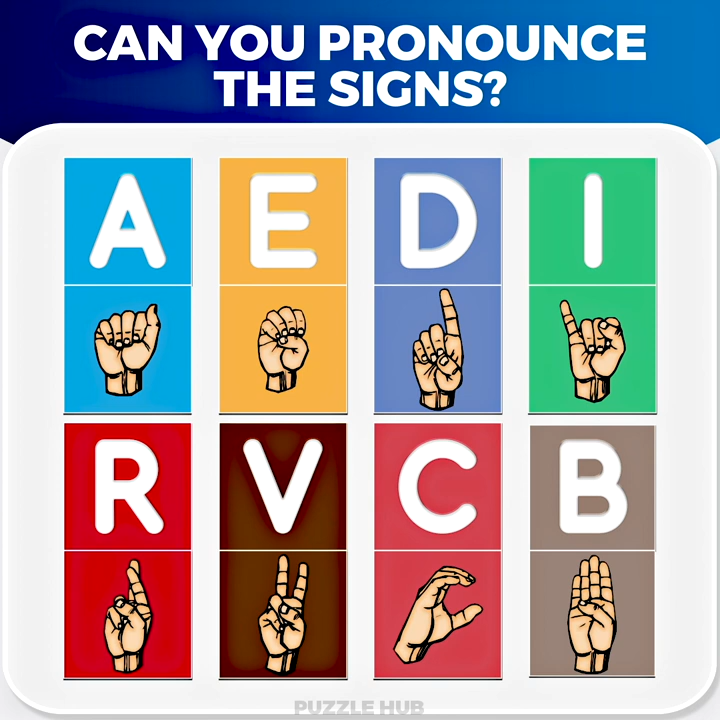 CAN YOU PRONOUNCE
THE SIGNS?
A E D I
R V C B
PUZZLE HUB